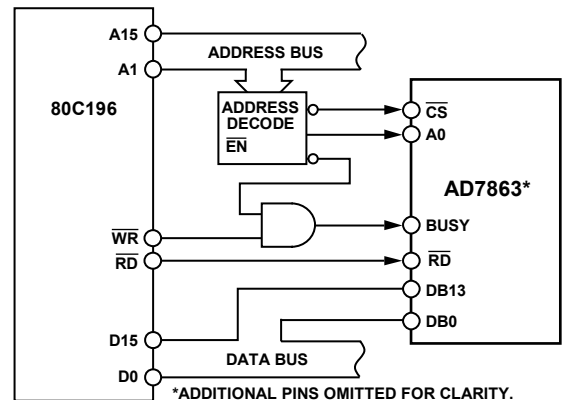 A15
ADDRESS BUS
A1
80C196
ADDRESS
DECODE
EN
CS
A0
AD7863*
BUSY
WR
RD
RD
DB13
DB0
D15
DATA BUS
D0
*ADDITIONAL PINS OMITTED FOR CLARITY.